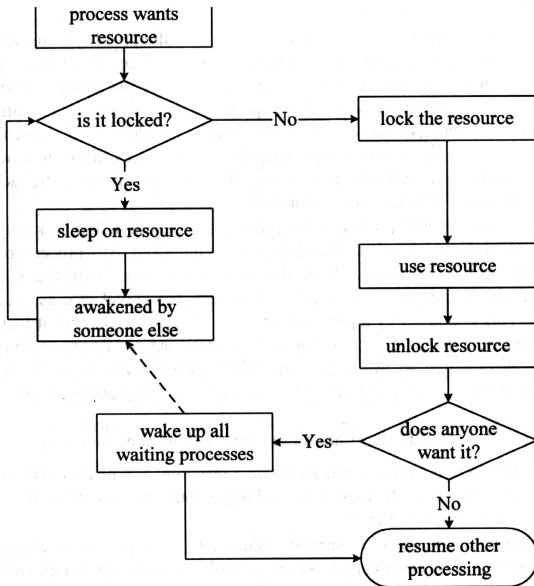 process wants
resource
is it locked?
No
lock the resource
Yes
sleep on resource
use resource
awakened by
someone else
unlock resource
wake up all
waiting processes
Yes
does anyone
want it?
No
resume other
processing